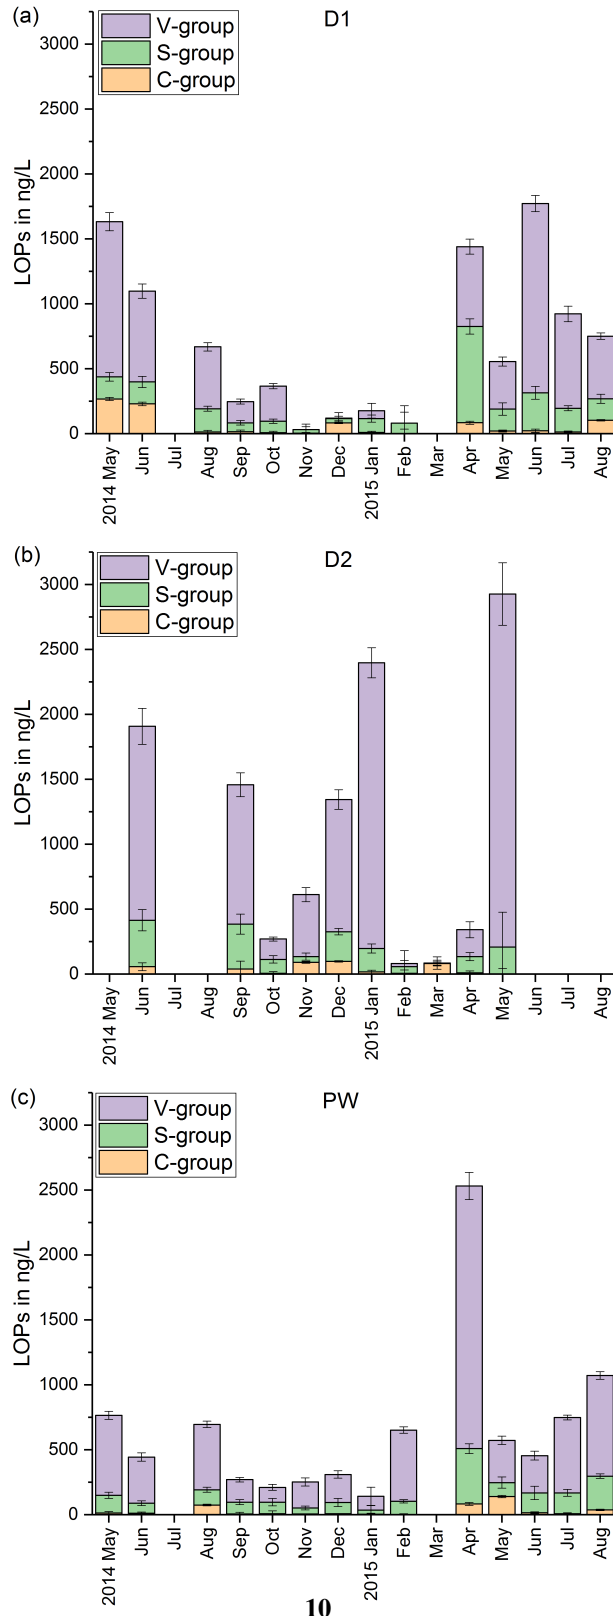 (a)
D1
V-group
S-group
C-group
LOPs in ng/L
3000
2500
2000
1500
1000
500
0
2014 May
Jun
Jul
Aug
Sep
Oct
Nov
Dec
2015 Jan
Feb
Mar
Apr
May
Jun
Jul
Aug
(b)
D2
V-group
S-group
C-group
LOPs in ng/L
3000
2500
2000
1500
1000
500
0
2014 May
Jun
Jul
Aug
Sep
Oct
Nov
Dec
2015 Jan
Feb
Mar
Apr
May
Jun
Jul
Aug
(c)
PW
V-group
S-group
C-group
LOPs in ng/L
3000
2500
2000
1500
1000
500
0
2014 May
Jun
Jul
Aug
Sep
Oct
Nov
Dec
2015 Jan
Feb
Mar
Apr
May
Jun
Jul
Aug
10